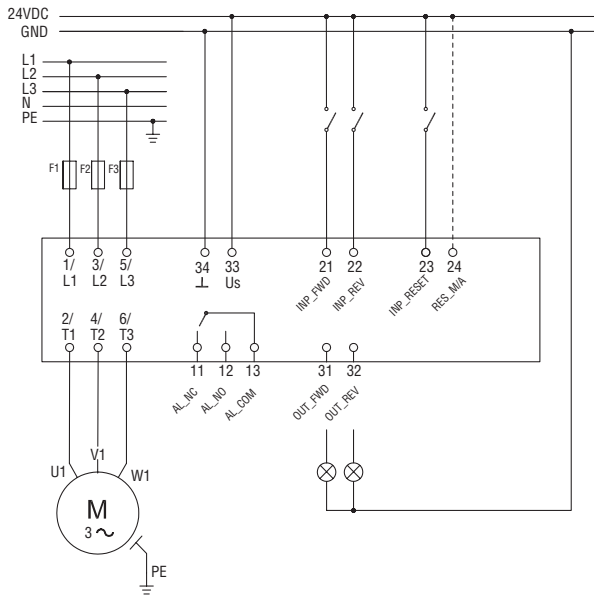 24VDC
GND
L1
L2
L3
N
PE
F1 F2 F3
1/ 3/ 5/ 34 33 21 22 23 24
L1 L2 L3 ⊥ Us
INP_FWD INP_REV INP_RESET RES_M/A
2/ 4/ 6/
T1 T2 T3
11 12 13 31 32
AL_NC AL_NO AL_COM OUT_FWD OUT_REV
U1 V1 W1
M
3 ~
PE